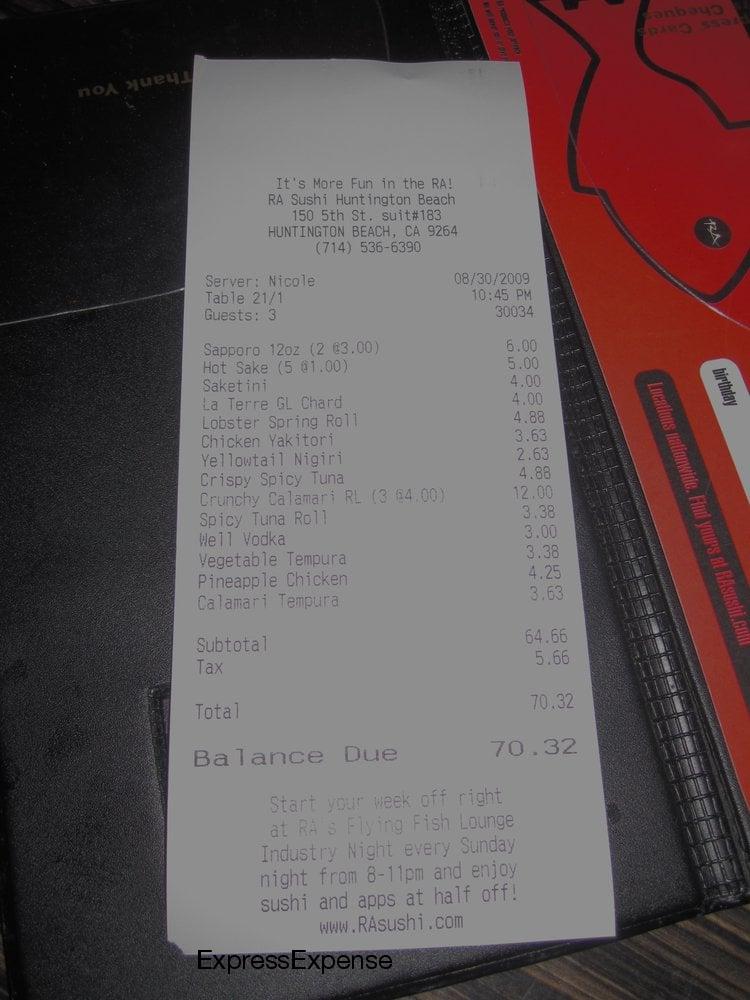 Thank You
It's More Fun in the RA!
RA Sushi Huntington Beach
150 5th St. suit#183
HUNTINGTON BEACH, CA 9264
(714) 536-6390
Server: Nicole 08/30/2009
Table 21/1 10:45 PM
Guests: 3 30034
Sapporo 12oz (2 @3.00) 6.00
Hot Sake (5 @1.00) 5.00
Saketini 4.00
La Terre GL Chard 4.00
Lobster Spring Roll 4.88
Chicken Yakitori 3.63
Yellowtail Nigiri 2.63
Crispy Spicy Tuna 4.88
Crunchy Calamari RL (3 @4.00) 12.00
Spicy Tuna Roll 3.38
Well Vodka 3.00
Vegetable Tempura 3.38
Pineapple Chicken 4.25
Calamari Tempura 3.63
Subtotal 64.66
Tax 5.66
Total 70.32
Balance Due 70.32
Start your week off right
at RA's Flying Fish Lounge
Industry Night every Sunday
night from 8-11pm and enjoy
sushi and apps at half off!
www.RAsushi.com
ExpressExpense
Cards
Cheques
RA
birthday
Locations nationwide. Find yours at RAsushi.com